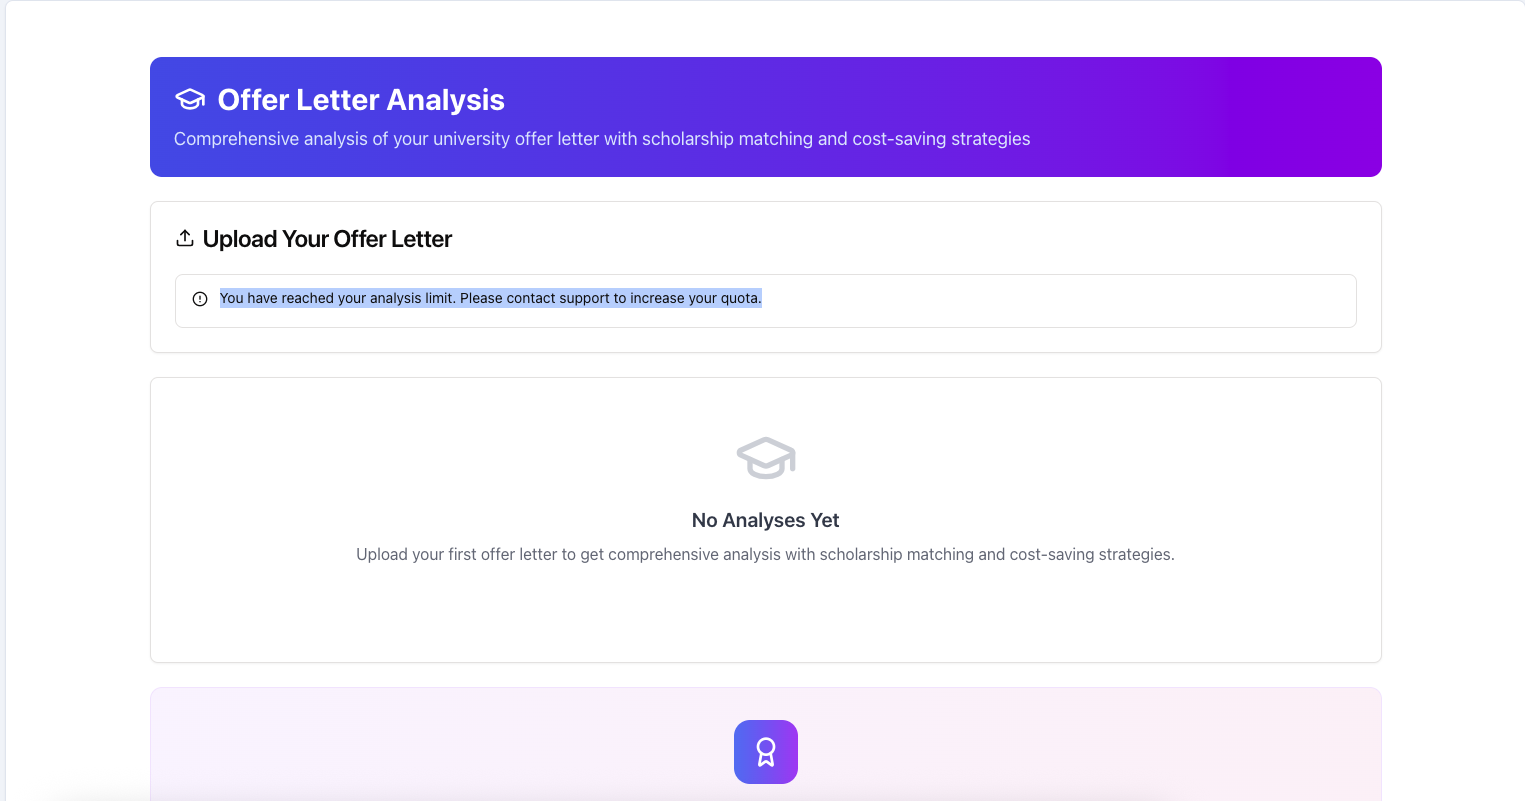 Offer Letter Analysis
Comprehensive analysis of your university offer letter with scholarship matching and cost-saving strategies
Upload Your Offer Letter
You have reached your analysis limit. Please contact support to increase your quota.
No Analyses Yet
Upload your first offer letter to get comprehensive analysis with scholarship matching and cost-saving strategies.